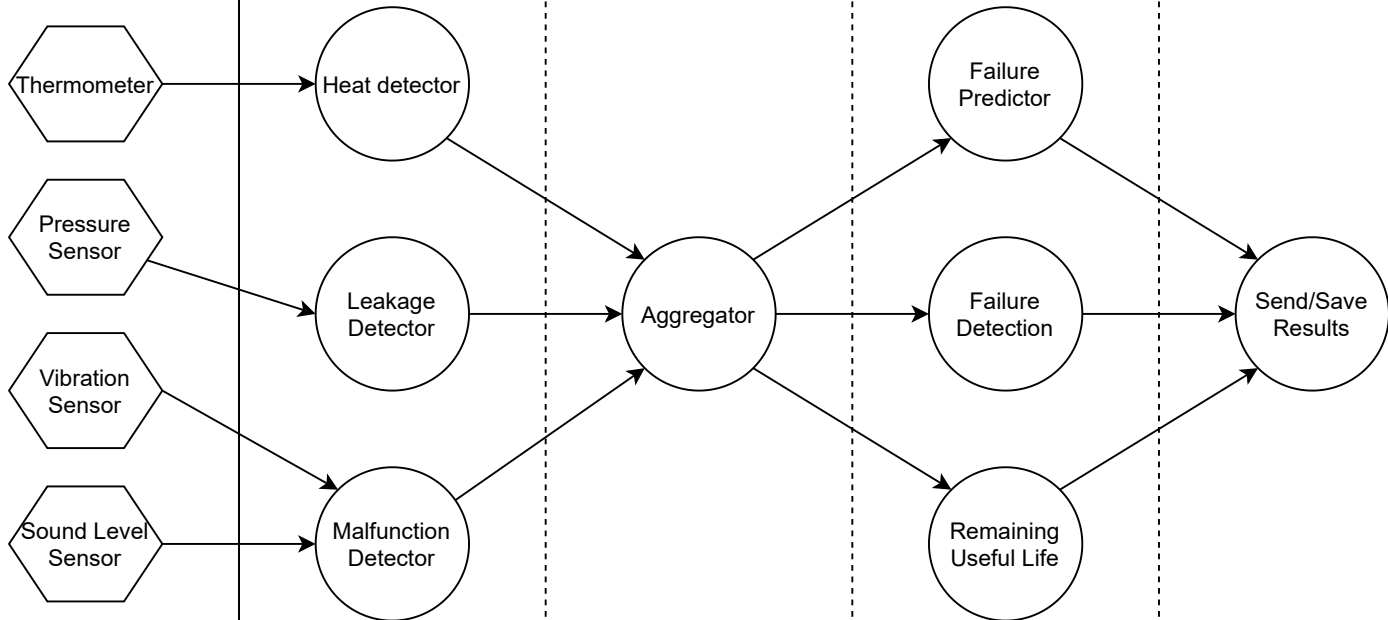 Thermometer
Heat detector
Failure
Predictor
Pressure
Sensor
Leakage
Detector
Aggregator
Failure
Detection
Send/Save
Results
Vibration
Sensor
Sound Level
Sensor
Malfunction
Detector
Remaining
Useful Life